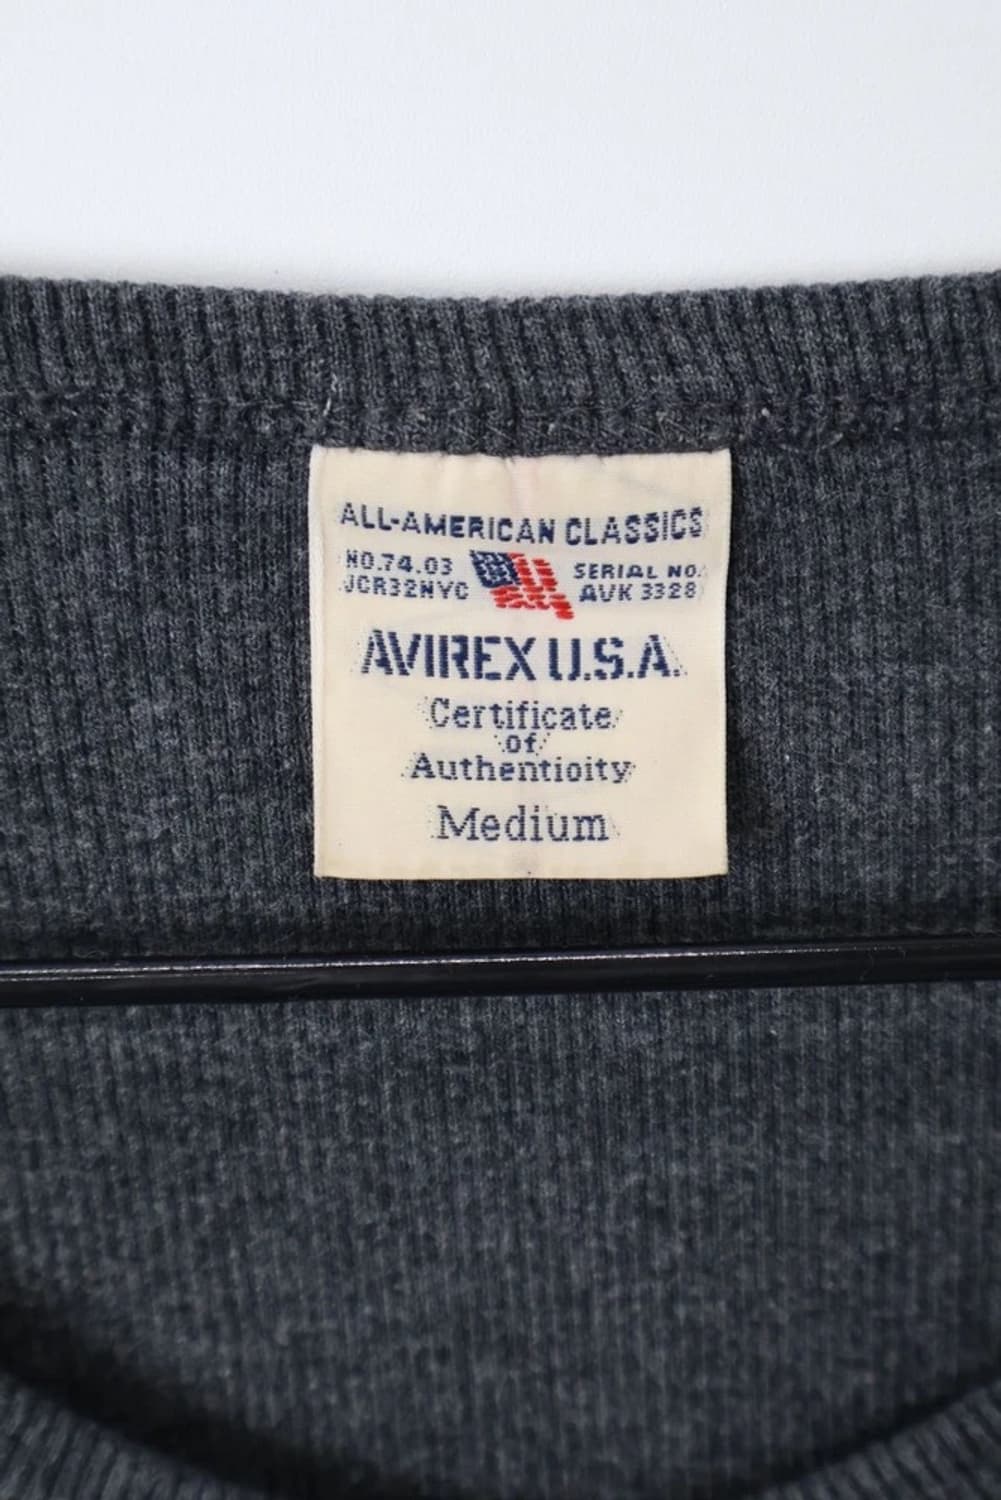 ALL-AMERICAN CLASSICS
NO.74.03 SERIAL NO.
JCR32NYC AVK 3328
AVIREX U.S.A.
Certificate
of
Authentioity
Medium